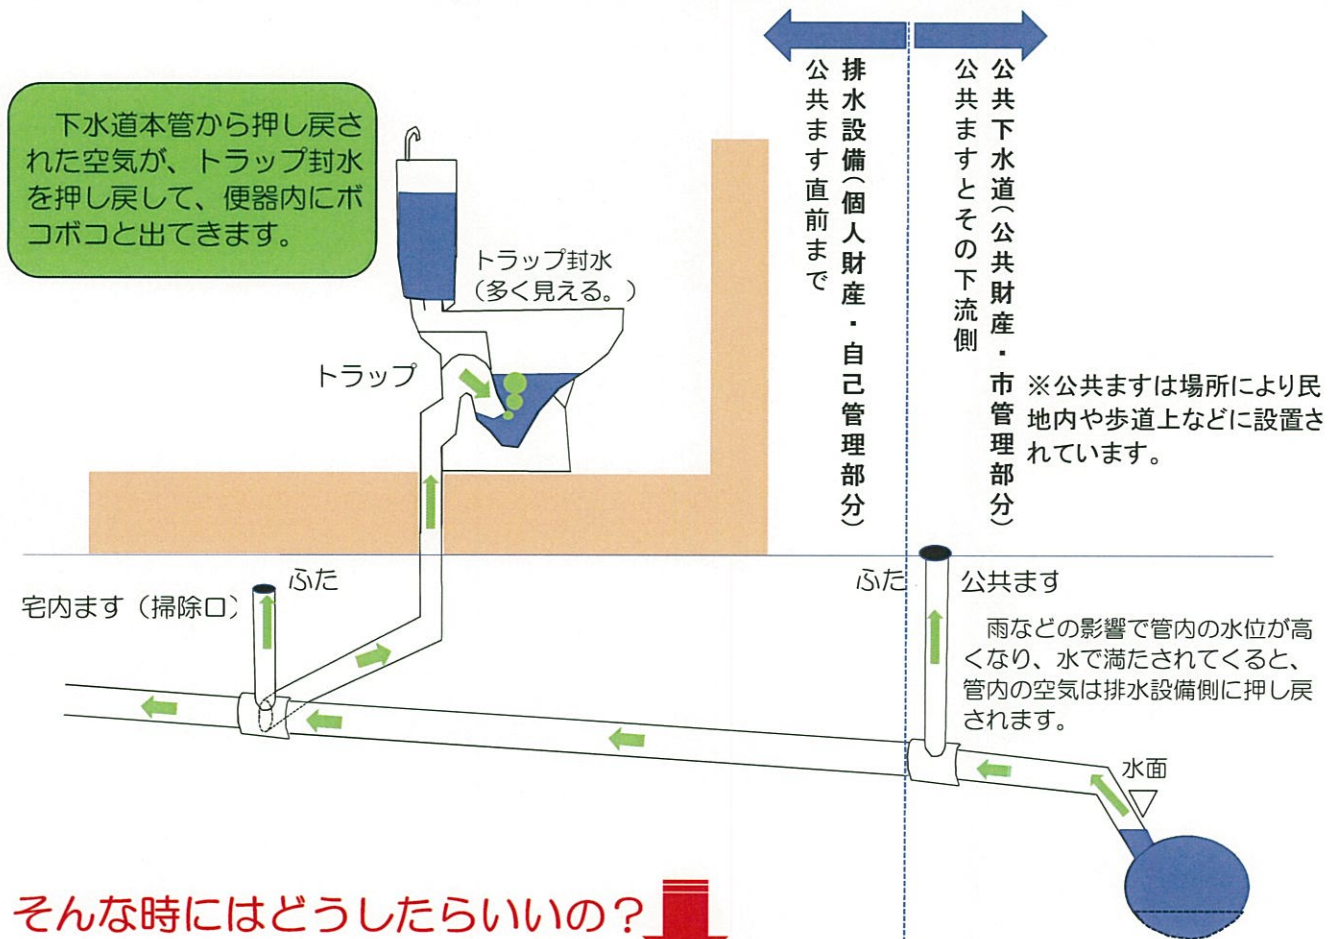 下水道本管から押し戻さ
れた空気が、トラップ封水
を押し戻して、便器内にボ
コボコと出てきます。
トラップ封水
(多く見える。)
トラップ
排水設備(個人財産・自己管理部分)
公共ます直前まで
公共下水道(公共財産・市管理部分)
公共ますとその下流側
※公共ますは場所により民
地内や歩道上などに設置さ
れています。
ふた
宅内ます(掃除口)
ふた
公共ます
雨などの影響で管内の水位が高
くなり、水で満たされてくると、
管内の空気は排水設備側に押し戻
されます。
水面
そんな時にはどうしたらいいの?